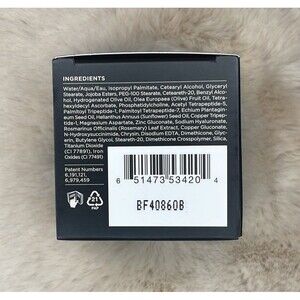 INGREDIENTS
Water/Aqua/Eau, Isopropyl Palmitate, Cetearyl Alcohol, Glyceryl
Stearate, Jojoba Esters, PEG-100 Stearate, Ceteareth-20, Benzyl Alco-
hol, Hydrogenated Olive Oil, Olea Europaea (Olive) Fruit Oil, Tetra-
hexyldecyl Ascorbate, Phosphatidylcholine, Acetyl Tetrapeptide-5,
Palmitoyl Tripeptide-1, Palmitoyl Tetrapeptide-7, Echium Plantagin-
eum Seed Oil, Helianthus Annuus (Sunflower) Seed Oil, Copper Tripep-
tide-1, Magnesium Aspartate, Zinc Gluconate, Sodium Hyaluronate,
Rosmarinus Officinalis (Rosemary) Leaf Extract, Copper Gluconate,
N-Hydroxysuccinimide, Chrysin, Disodium EDTA, Dimethicone, Glyc-
erin, Butylene Glycol, Steareth-20, Dimethicone Crosspolymer, Silica,
Titanium Dioxide
(CI 77891), Iron
Oxides (CI 77491)
Patent Numbers
6,191,121,
6,979,459
6 51473 53420 4
21
PAP
BF40860B